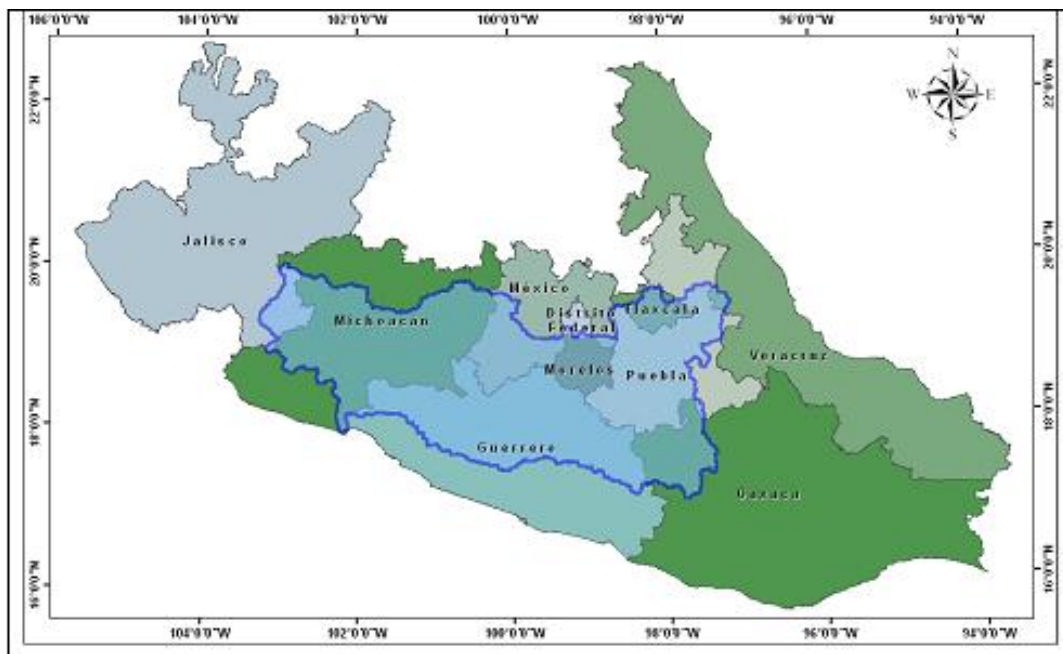 106°0'0"W 104°0'0"W 102°0'0"W 100°0'0"W 98°0'0"W 96°0'0"W 94°0'0"W
N
W E
S
22°0'0"N 22°0'0"N
Jalisco
20°0'0"N 20°0'0"N
México
Distrito
Federal
Tlaxcala
Michoacán
Veracruz
Morelos
Puebla
18°0'0"N 18°0'0"N
Guerrero
Oaxaca
16°0'0"N 16°0'0"N
104°0'0"W 102°0'0"W 100°0'0"W 98°0'0"W 96°0'0"W 94°0'0"W